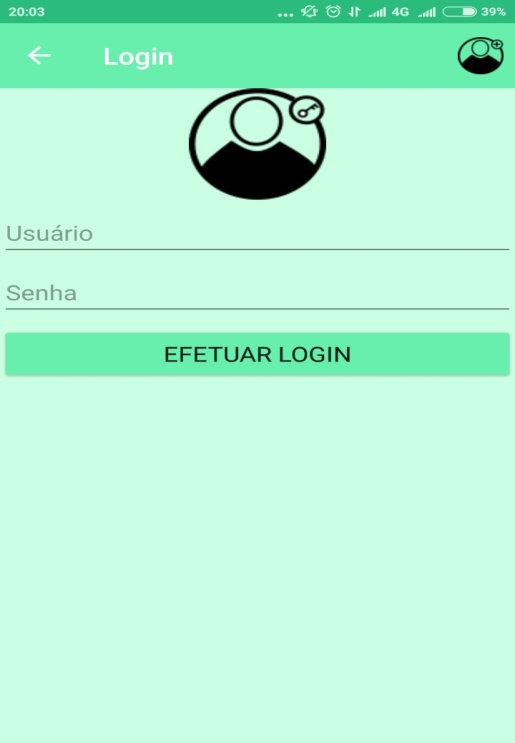 20:03 ... 4G 39%
Login
Usuário
Senha
EFETUAR LOGIN